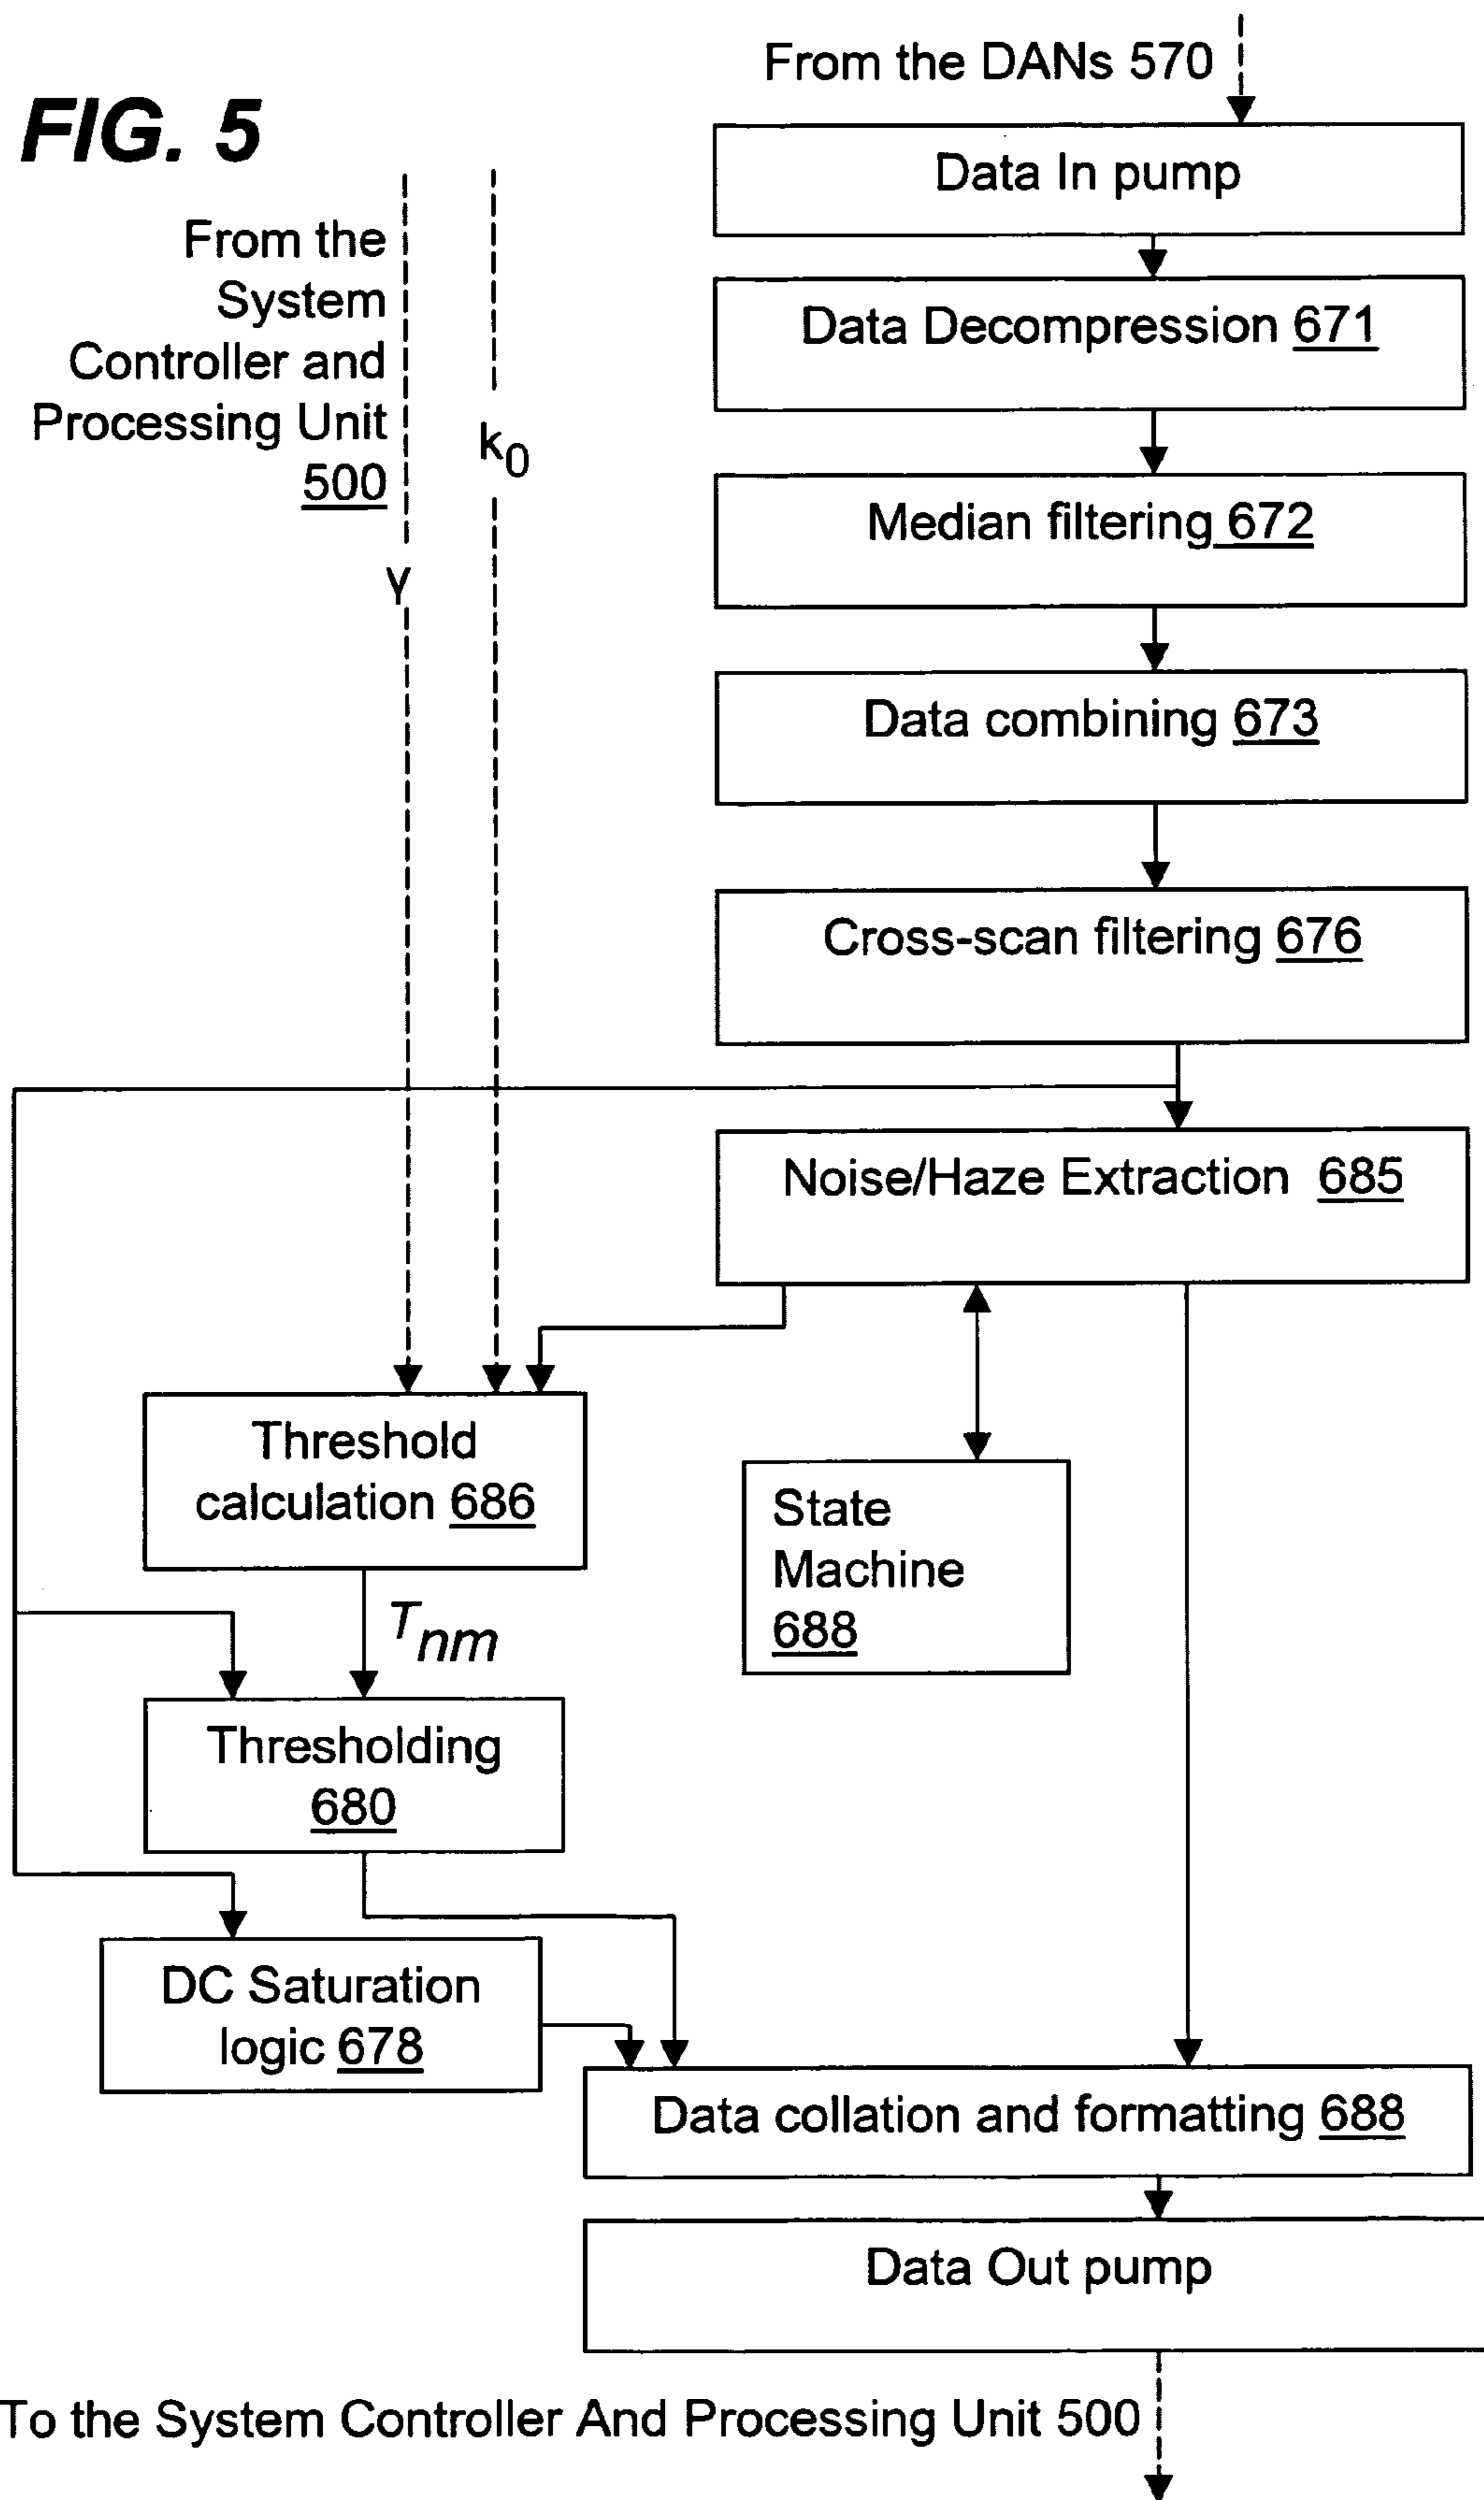 From the DANs 570
FIG. 5
Data In pump
From the
System
Controller and
Processing Unit
500
k0
γ
Data Decompression 671
Median filtering 672
Data combining 673
Cross-scan filtering 676
Noise/Haze Extraction 685
Threshold
calculation 686
State
Machine
688
Tnm
Thresholding
680
DC Saturation
logic 678
Data collation and formatting 688
Data Out pump
To the System Controller And Processing Unit 500